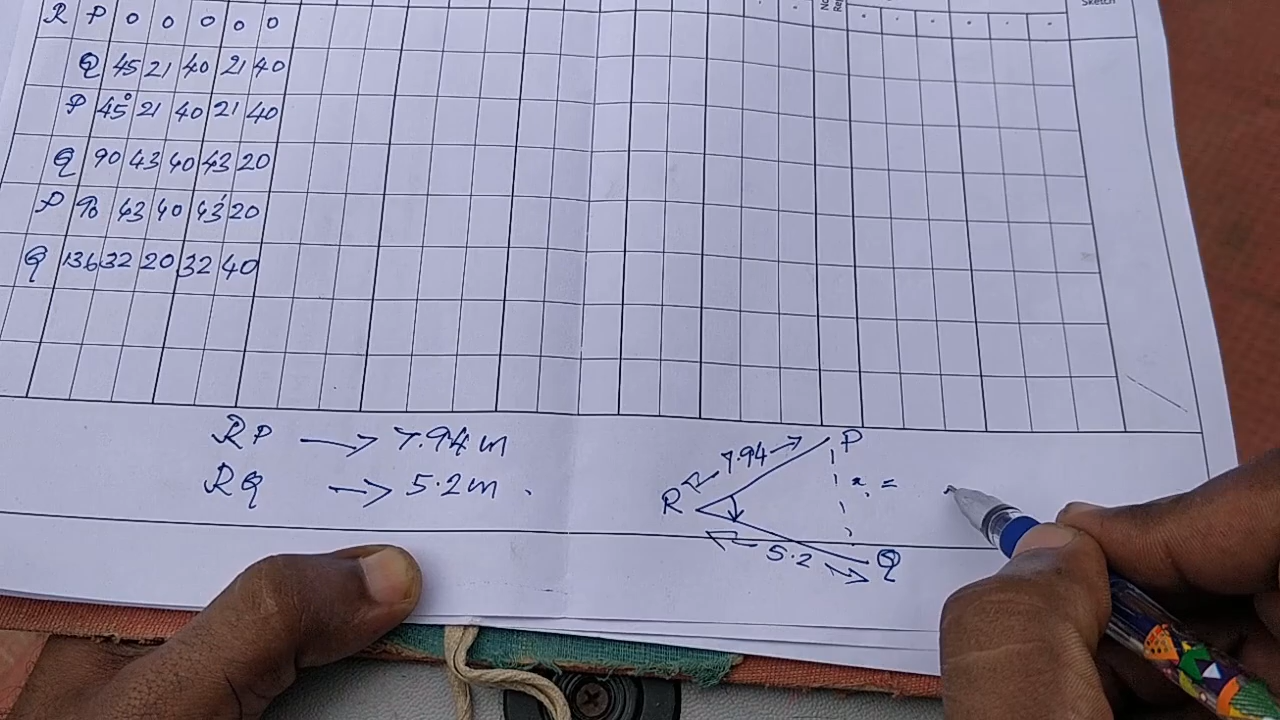 Sketch
R P 0 0 0 0 0
Q 45 21 40 21 40
P 45° 21 40 21 40
Q 90 43 40 43 20
P 90 43 40 43' 20
Q 136 32 20 32 40
RP → 7.94 m
RQ → 5.2 m .
P
7.94
x =
R
5.2
Q